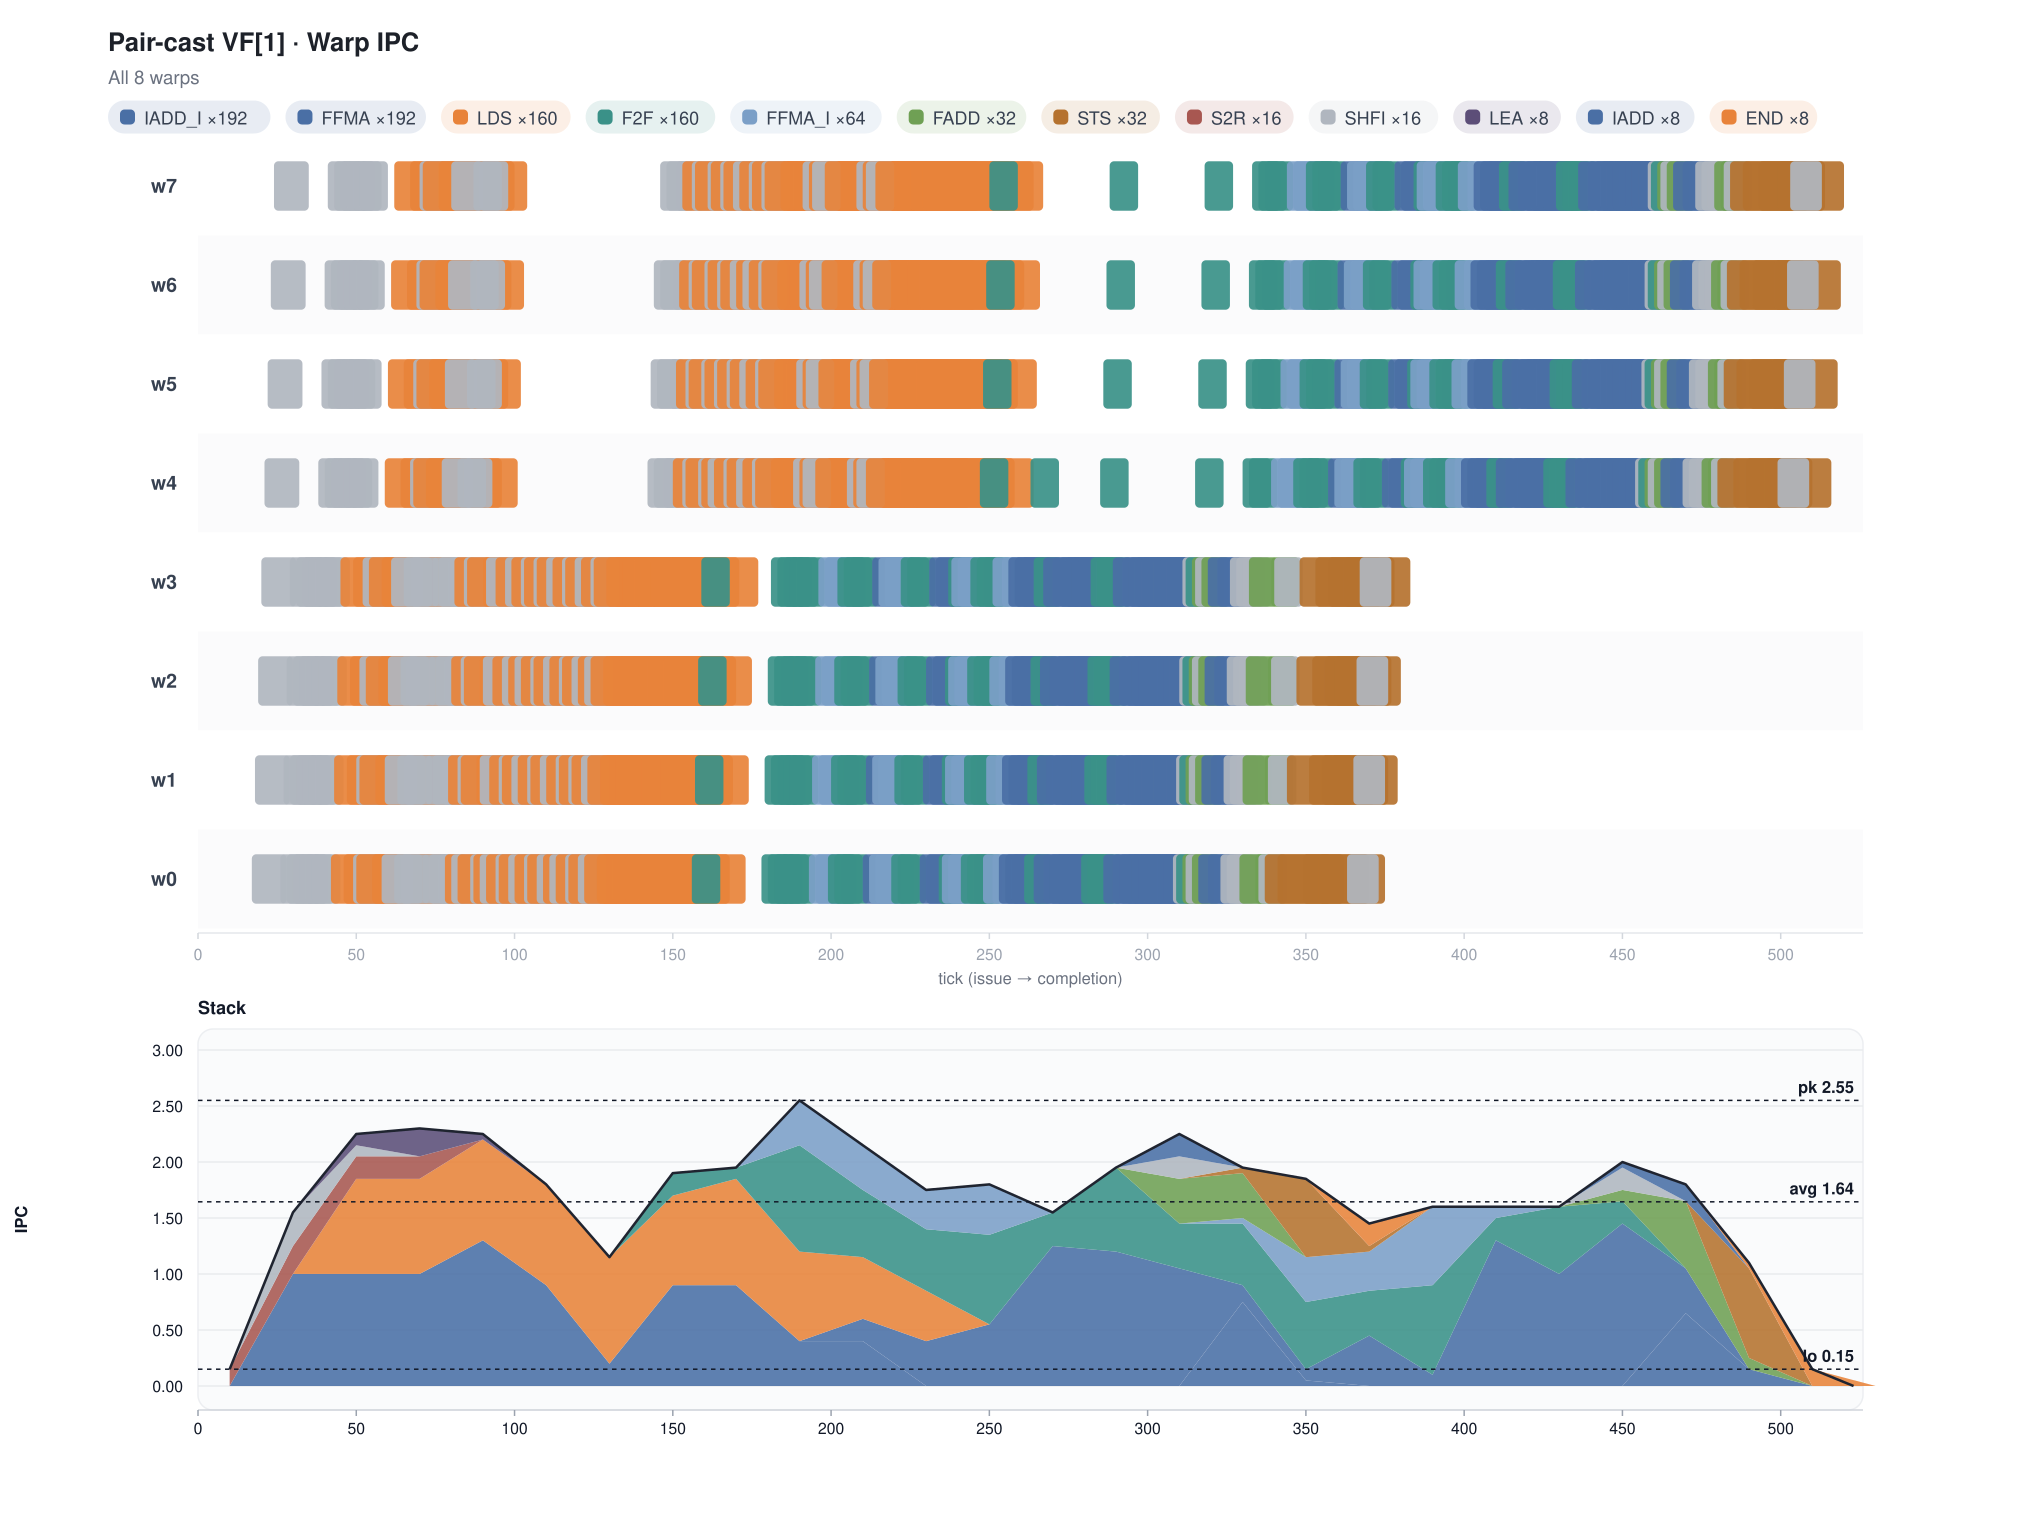 Pair-cast VF[1] · Warp IPC
All 8 warps
IADD_I ×192 FFMA ×192 LDS ×160 F2F ×160 FFMA_I ×64 FADD ×32 STS ×32 S2R ×16 SHFI ×16 LEA ×8 IADD ×8 END ×8
w7
w6
w5
w4
w3
w2
w1
w0
0 50 100 150 200 250 300 350 400 450 500
tick (issue → completion)
Stack
3.00
pk 2.55
2.50
2.00
avg 1.64
1.50
IPC
1.00
0.50
lo 0.15
0.00
0 50 100 150 200 250 300 350 400 450 500